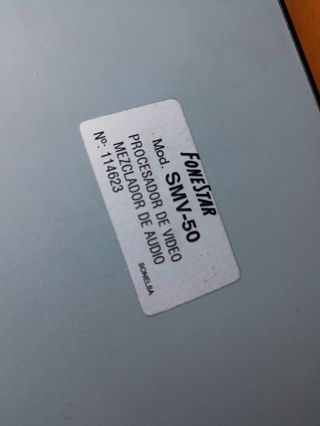 FONESTAR
Mod. SMV-50
PROCESADOR DE VIDEO
MEZCLADOR DE AUDIO
Nº: 114623
SONELSA